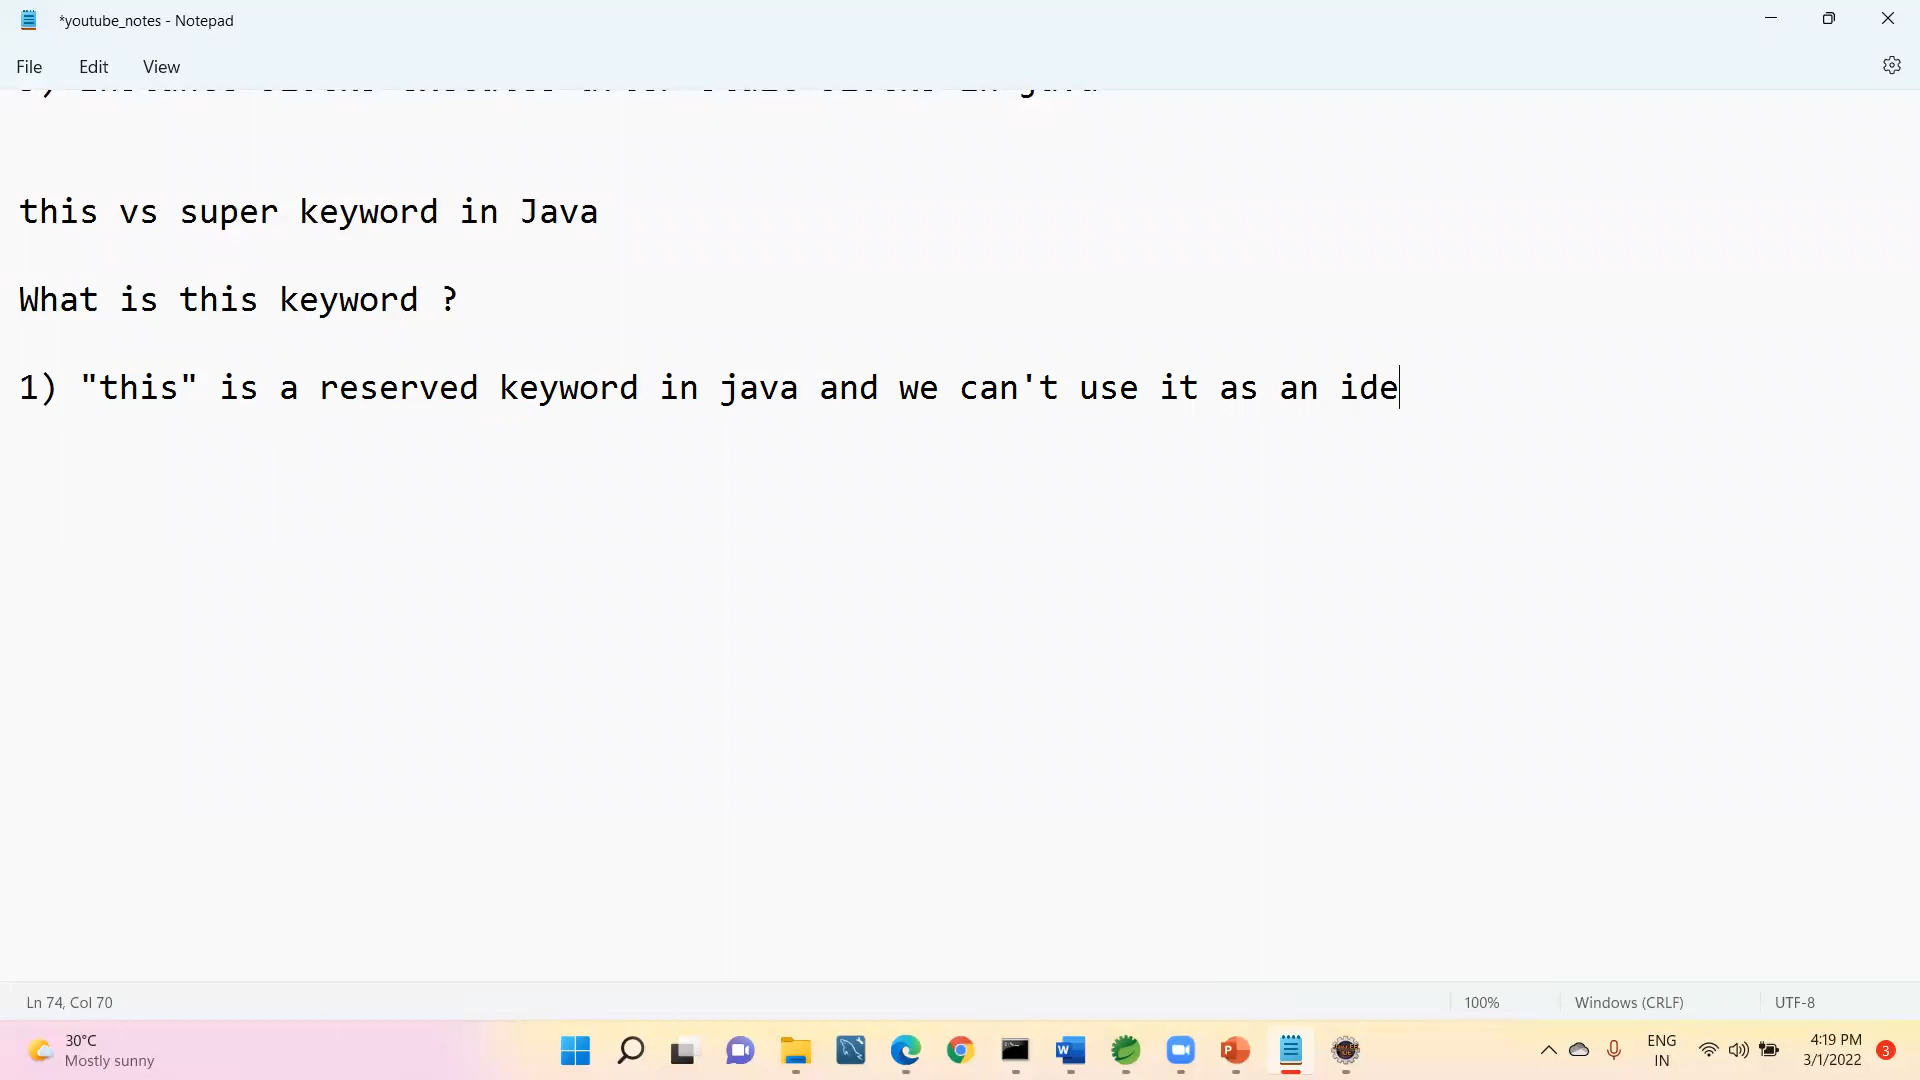 *youtube_notes - Notepad
File Edit View
this vs super keyword in Java
What is this keyword ?
1) "this" is a reserved keyword in java and we can't use it as an ide
Ln 74, Col 70
100%
Windows (CRLF)
UTF-8
30°C
Mostly sunny
ENG
IN
4:19 PM
3/1/2022
3